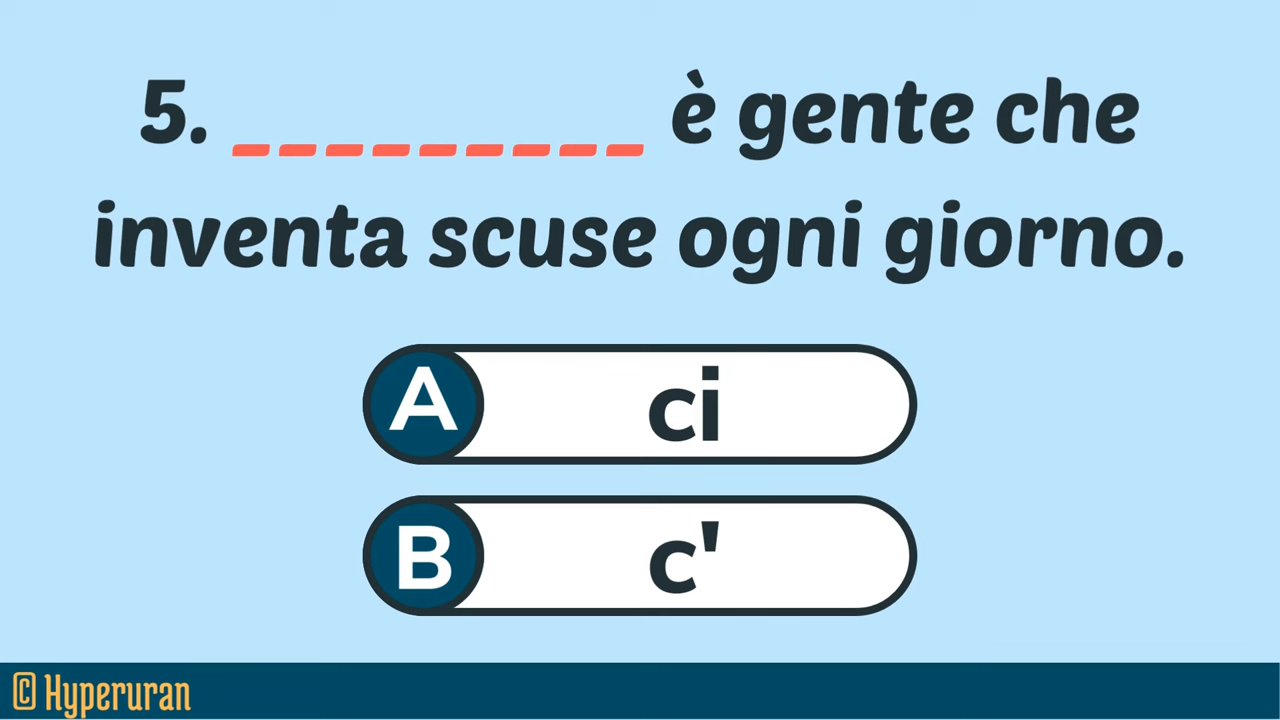 5. _________ è gente che
inventa scuse ogni giorno.
A ci
B c'
© Hyperuran